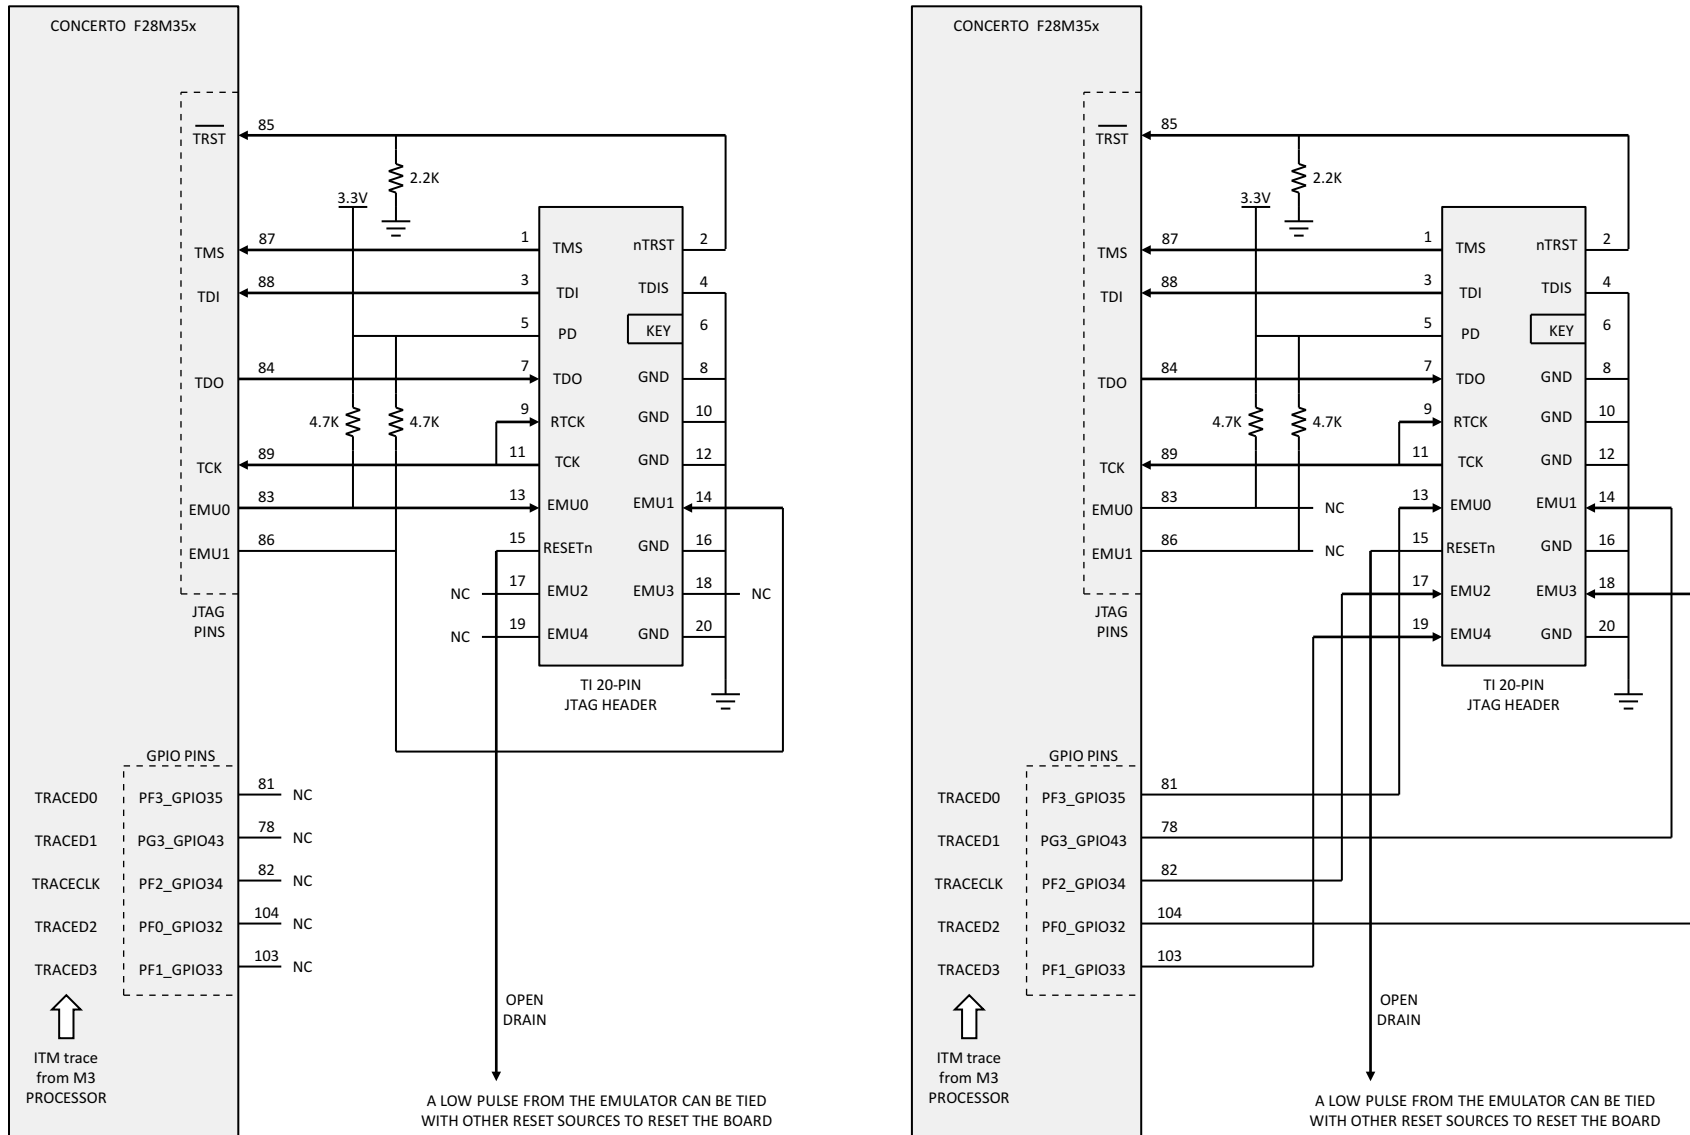 CONCERTO F28M35x
TRST
85
2.2K
3.3V
TMS
87
1
TMS
nTRST
2
TDI
88
3
TDI
TDIS
4
5
PD
KEY
6
TDO
84
7
TDO
GND
8
4.7K
4.7K
9
RTCK
GND
10
TCK
89
11
TCK
GND
12
EMU0
83
13
EMU0
EMU1
14
EMU1
86
15
RESETn
GND
16
NC
17
EMU2
EMU3
18
NC
NC
19
EMU4
GND
20
JTAG
PINS
TI 20-PIN
JTAG HEADER
GPIO PINS
TRACED0
PF3_GPIO35
81
NC
TRACED1
PG3_GPIO43
78
NC
TRACECLK
PF2_GPIO34
82
NC
TRACED2
PF0_GPIO32
104
NC
TRACED3
PF1_GPIO33
103
NC
OPEN
DRAIN
ITM trace
from M3
PROCESSOR
A LOW PULSE FROM THE EMULATOR CAN BE TIED
WITH OTHER RESET SOURCES TO RESET THE BOARD
CONCERTO F28M35x
TRST
85
2.2K
3.3V
TMS
87
1
TMS
nTRST
2
TDI
88
3
TDI
TDIS
4
5
PD
KEY
6
TDO
84
7
TDO
GND
8
4.7K
4.7K
9
RTCK
GND
10
TCK
89
11
TCK
GND
12
EMU0
83
NC
13
EMU0
EMU1
14
EMU1
86
NC
15
RESETn
GND
16
17
EMU2
EMU3
18
19
EMU4
GND
20
JTAG
PINS
TI 20-PIN
JTAG HEADER
GPIO PINS
TRACED0
PF3_GPIO35
81
TRACED1
PG3_GPIO43
78
TRACECLK
PF2_GPIO34
82
TRACED2
PF0_GPIO32
104
TRACED3
PF1_GPIO33
103
OPEN
DRAIN
ITM trace
from M3
PROCESSOR
A LOW PULSE FROM THE EMULATOR CAN BE TIED
WITH OTHER RESET SOURCES TO RESET THE BOARD